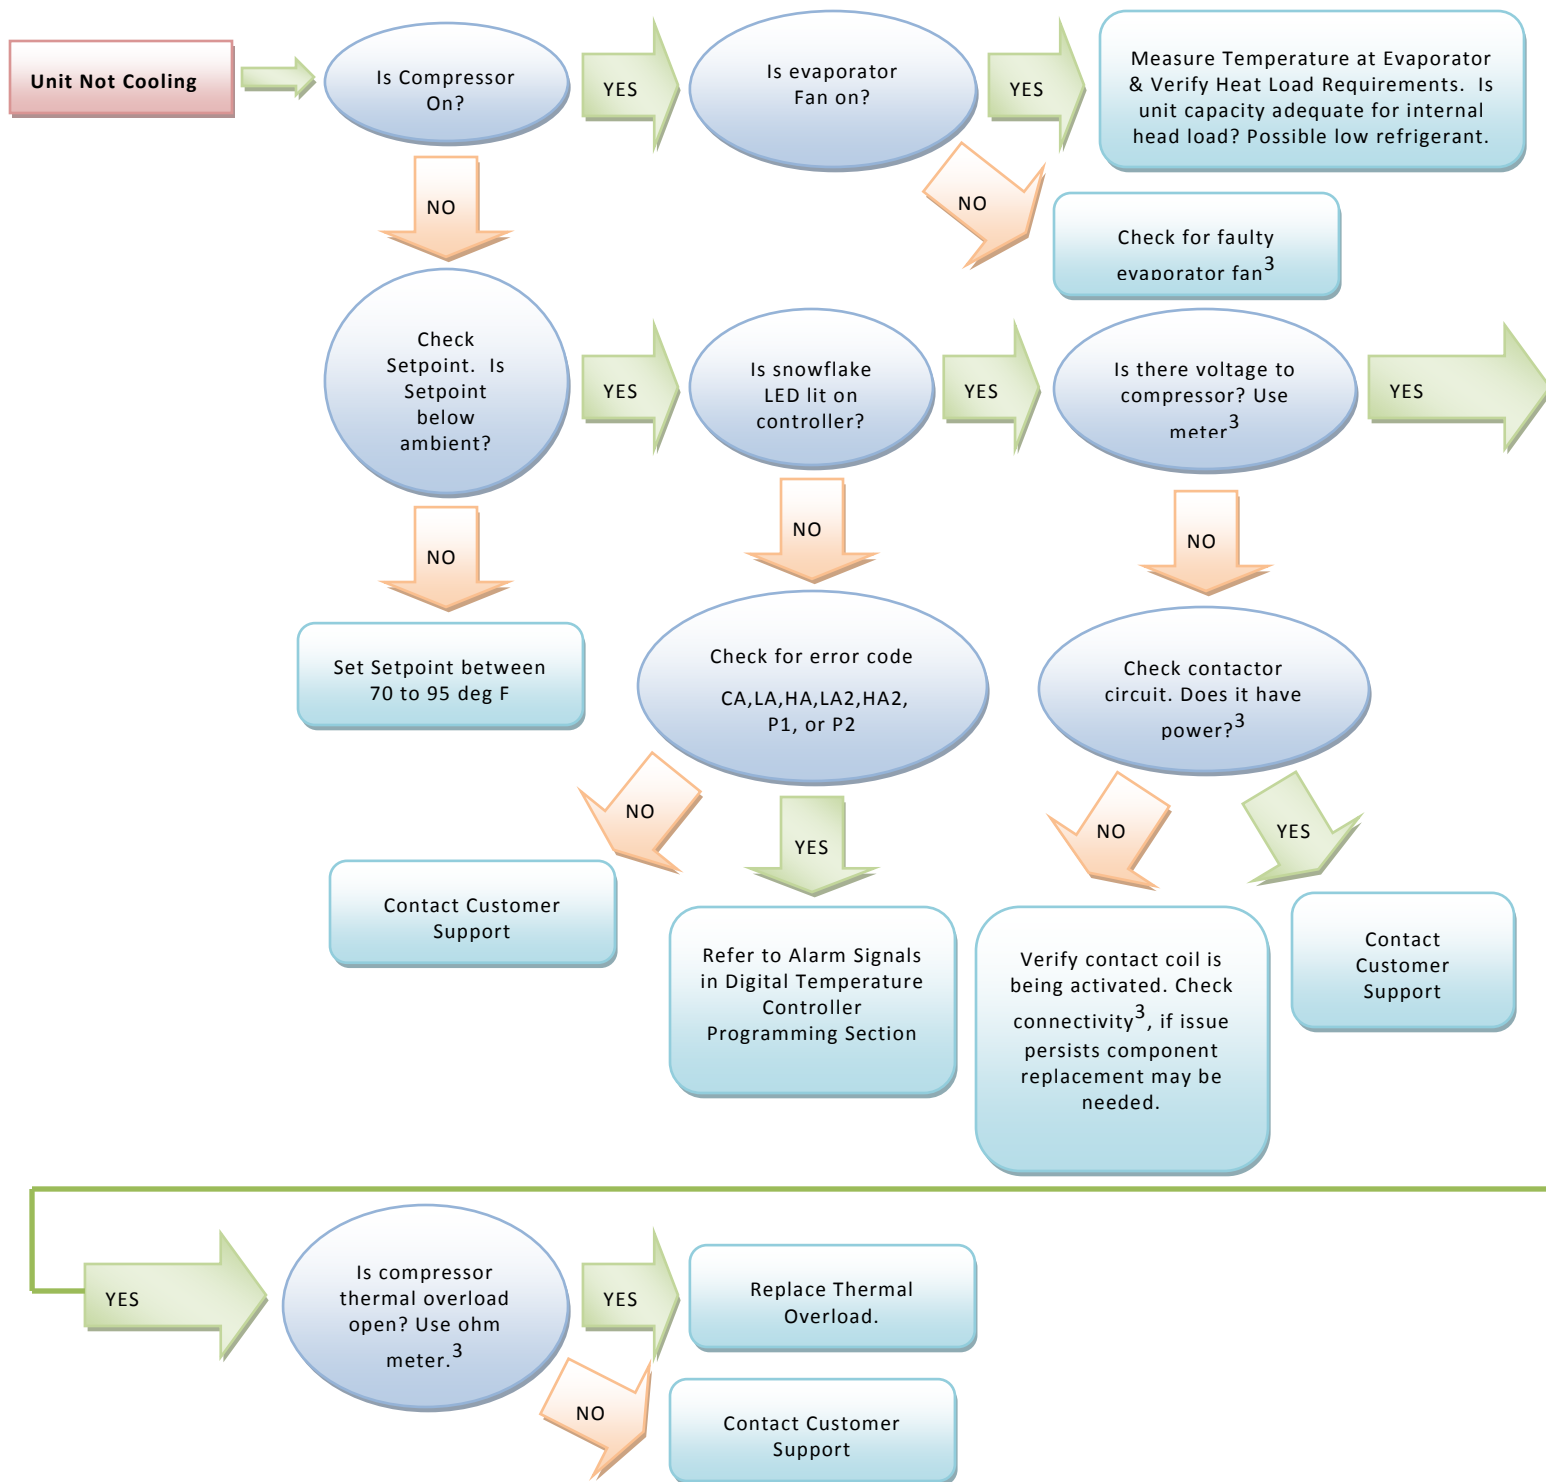 Unit Not Cooling
Is Compressor
On?
YES
Is evaporator
Fan on?
YES
Measure Temperature at Evaporator
& Verify Heat Load Requirements. Is
unit capacity adequate for internal
head load? Possible low refrigerant.
NO
NO
Check for faulty
evaporator fan3
Check
Setpoint. Is
Setpoint
below
ambient?
YES
Is snowflake
LED lit on
controller?
YES
Is there voltage to
compressor? Use
meter3
YES
NO
NO
NO
Set Setpoint between
70 to 95 deg F
Check for error code
CA,LA,HA,LA2,HA2,
P1, or P2
Check contactor
circuit. Does it have
power?3
NO
YES
NO
YES
Contact Customer
Support
Refer to Alarm Signals
in Digital Temperature
Controller
Programming Section
Verify contact coil is
being activated. Check
connectivity3, if issue
persists component
replacement may be
needed.
Contact
Customer
Support
YES
Is compressor
thermal overload
open? Use ohm
meter.3
YES
Replace Thermal
Overload.
NO
Contact Customer
Support